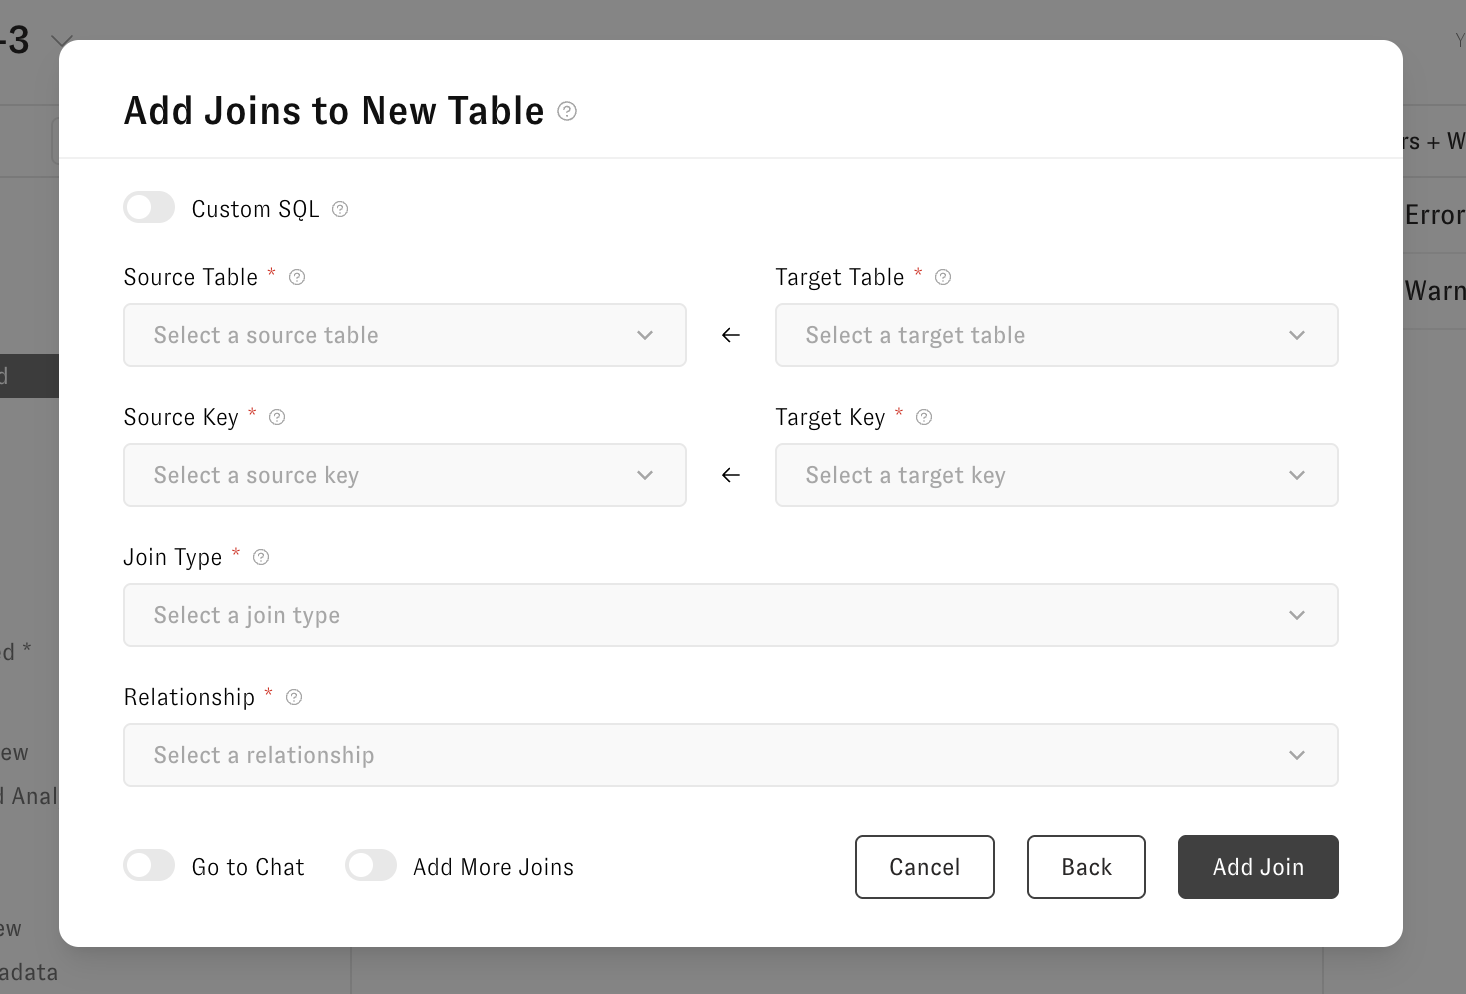 -3
Y
Add Joins to New Table
rs + W
Custom SQL
Error
Source Table *
Target Table *
Warn
Select a source table
Select a target table
d
Source Key *
Target Key *
Select a source key
Select a target key
Join Type *
Select a join type
ed *
Relationship *
ew
Select a relationship
d Anal
Go to Chat
Add More Joins
Cancel
Back
Add Join
ew
adata